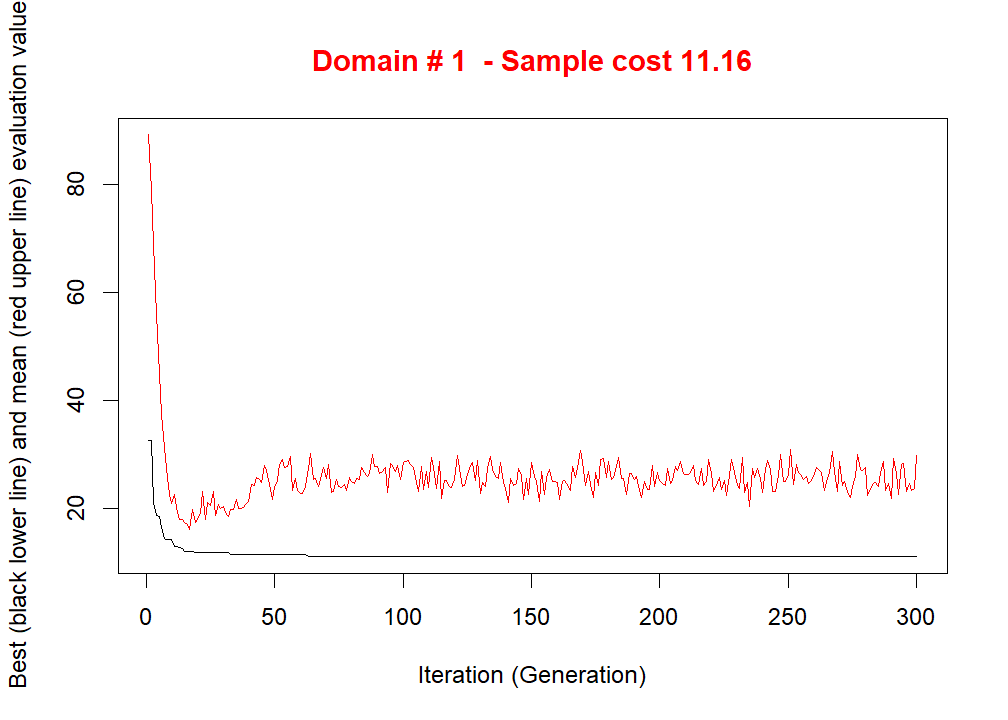 Domain # 1  - Sample cost 11.16
Best (black lower line) and mean (red upper line) evaluation value
80
60
40
20
0 50 100 150 200 250 300
Iteration (Generation)